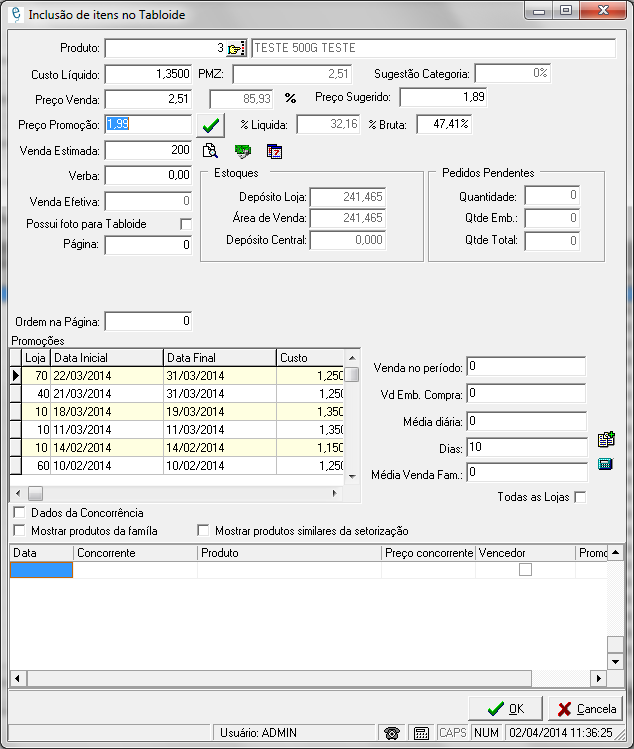 Inclusão de itens no Tabloide
Produto: 3 TESTE 500G TESTE
Custo Líquido: 1,3500 PMZ: 2,51 Sugestão Categoria: 0%
Preço Venda: 2,51 85,93 % Preço Sugerido: 1,89
Preço Promoção: 1,99 % Liquida: 32,16 % Bruta: 47,41%
Venda Estimada: 200
Verba: 0,00
Venda Efetiva: 0
Possui foto para Tabloide
Página: 0
Estoques
Depósito Loja: 241,465
Área de Venda: 241,465
Depósito Central: 0,000
Pedidos Pendentes
Quantidade: 0
Qtde Emb.: 0
Qtde Total: 0
Ordem na Página: 0
Promoções
Loja Data Inicial Data Final Custo
70 22/03/2014 31/03/2014 1,250
40 21/03/2014 31/03/2014 1,250
10 18/03/2014 19/03/2014 1,350
10 11/03/2014 11/03/2014 1,350
10 14/02/2014 14/02/2014 1,150
60 10/02/2014 10/02/2014 1,250
Venda no período: 0
Vd Emb. Compra: 0
Média diária: 0
Dias: 10
Média Venda Fam.: 0
Todas as Lojas
Dados da Concorrência
Mostrar produtos da famíla Mostrar produtos similares da setorização
Data Concorrente Produto Preço concorrente Vencedor Promo
OK Cancela
Usuário: ADMIN CAPS NUM 02/04/2014 11:36:25